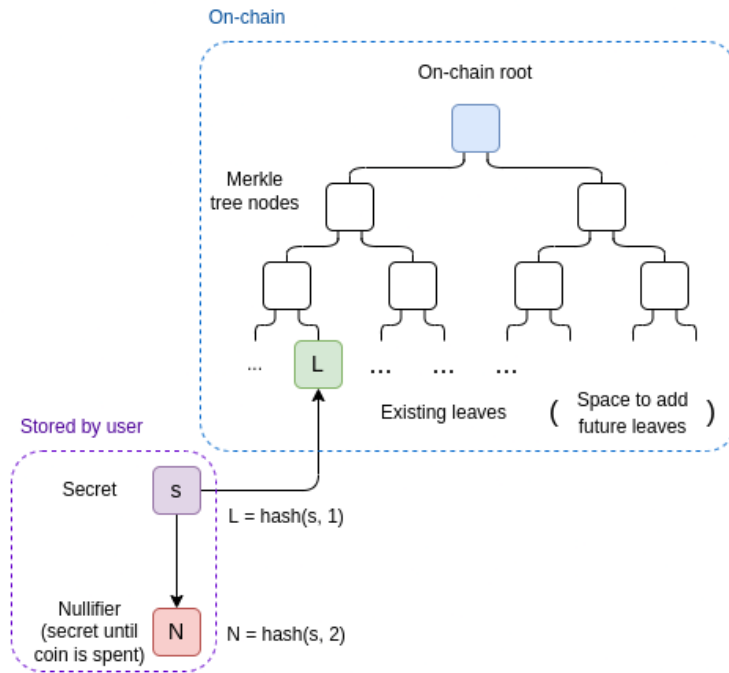 On-chain
On-chain root
Merkle
tree nodes
...
L
...
...
...
Existing leaves
( Space to add
future leaves )
Stored by user
Secret
s
L = hash(s, 1)
Nullifier
(secret until
coin is spent)
N
N = hash(s, 2)